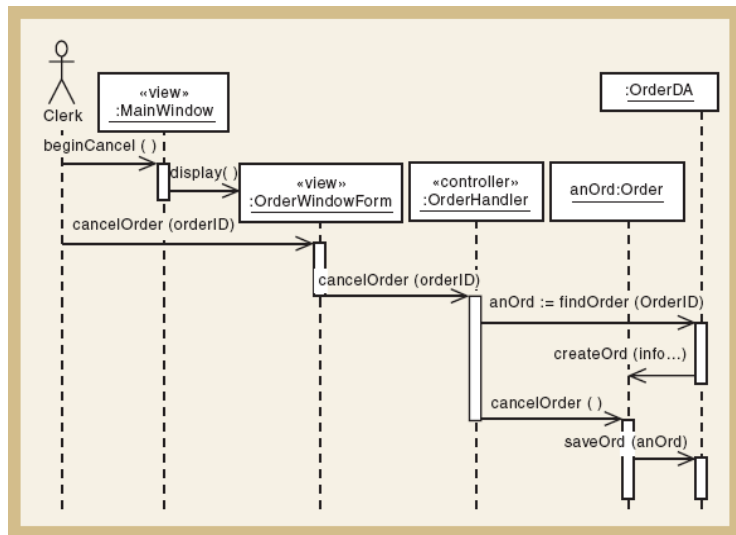 «view»
:MainWindow
:OrderDA
Clerk
beginCancel ( )
display( )
«view»
:OrderWindowForm
«controller»
:OrderHandler
anOrd:Order
cancelOrder (orderID)
cancelOrder (orderID)
anOrd := findOrder (OrderID)
createOrd (info...)
cancelOrder ( )
saveOrd (anOrd)